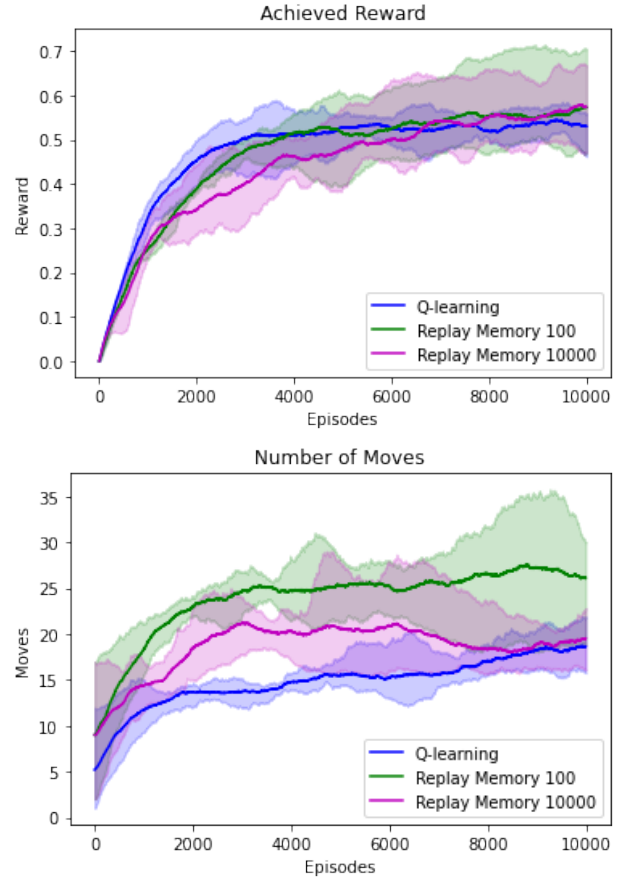 Achieved Reward
0.7
0.6
0.5
0.4
0.3
0.2
0.1
0.0
Reward
Q-learning
Replay Memory 100
Replay Memory 10000
0 2000 4000 6000 8000 10000
Episodes
Number of Moves
35
30
25
20
15
10
5
0
Moves
Q-learning
Replay Memory 100
Replay Memory 10000
0 2000 4000 6000 8000 10000
Episodes